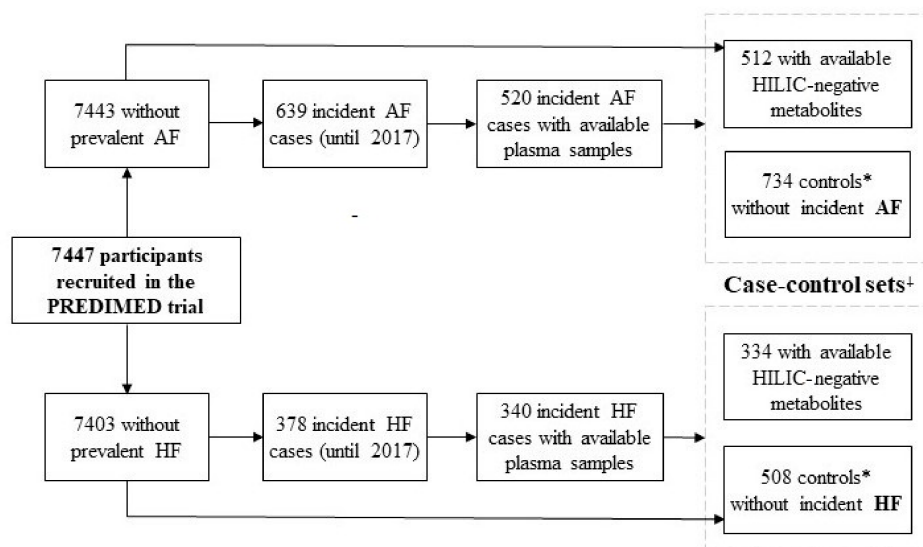 7443 without
prevalent AF
639 incident AF
cases (until 2017)
520 incident AF
cases with available
plasma samples
512 with available
HILIC-negative
metabolites
734 controls*
without incident AF
7447 participants
recruited in the
PREDIMED trial
Case-control sets‡
7403 without
prevalent HF
378 incident HF
cases (until 2017)
340 incident HF
cases with available
plasma samples
334 with available
HILIC-negative
metabolites
508 controls*
without incident HF